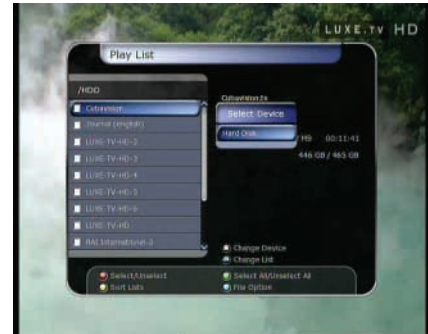 LUXE.TV HD
Play List
/HDD
Cubavision
Cubavision.ts
Journal (english)
Select Device
Hard Disk
LUXE-TV-HD-2
MB 00:11:41
LUXE-TV-HD-3
446 GB / 465 GB
LUXE-TV-HD-4
LUXE-TV-HD-5
LUXE-TV-HD-6
LUXE-TV-HD
RAI International-2
Change Device
Change List
Select/Unselect
Select All/Unselect All
Sort Lists
File Option